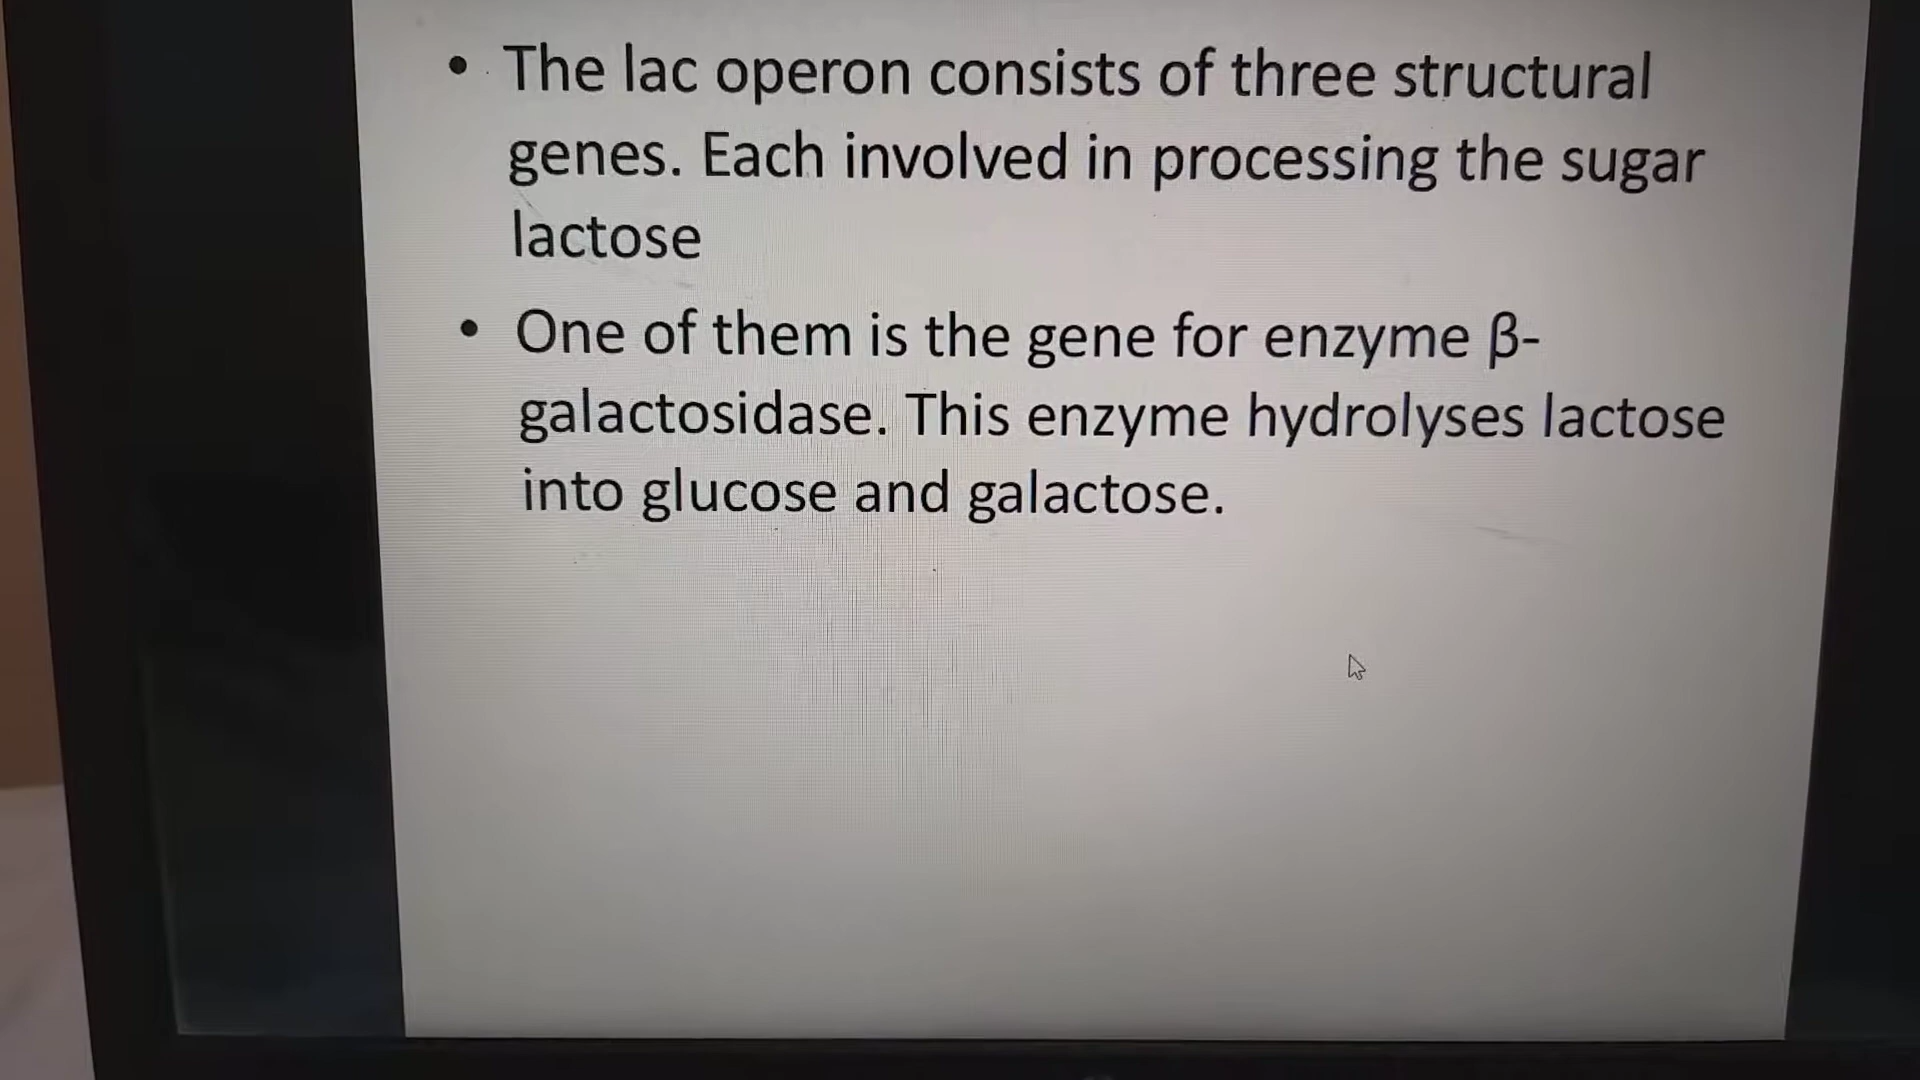 • The lac operon consists of three structural
genes. Each involved in processing the sugar
lactose
• One of them is the gene for enzyme β-
galactosidase. This enzyme hydrolyses lactose
into glucose and galactose.